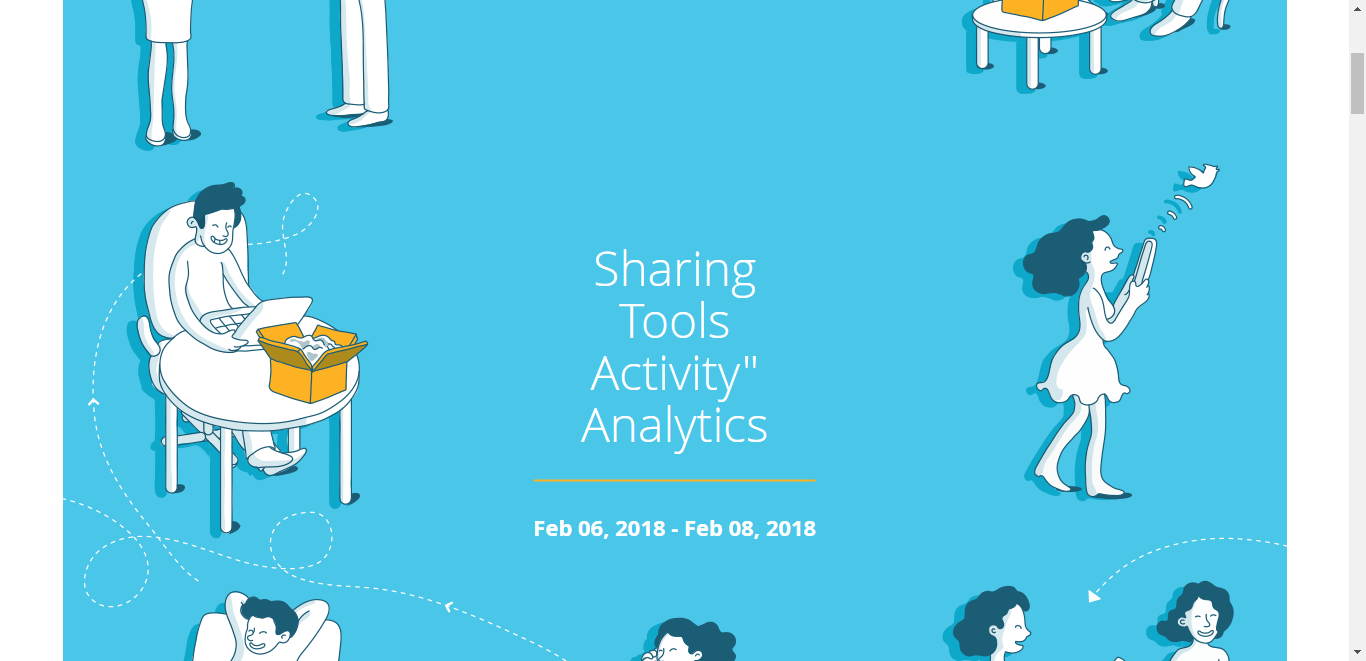 Sharing
Tools
Activity"
Analytics
Feb 06, 2018 - Feb 08, 2018